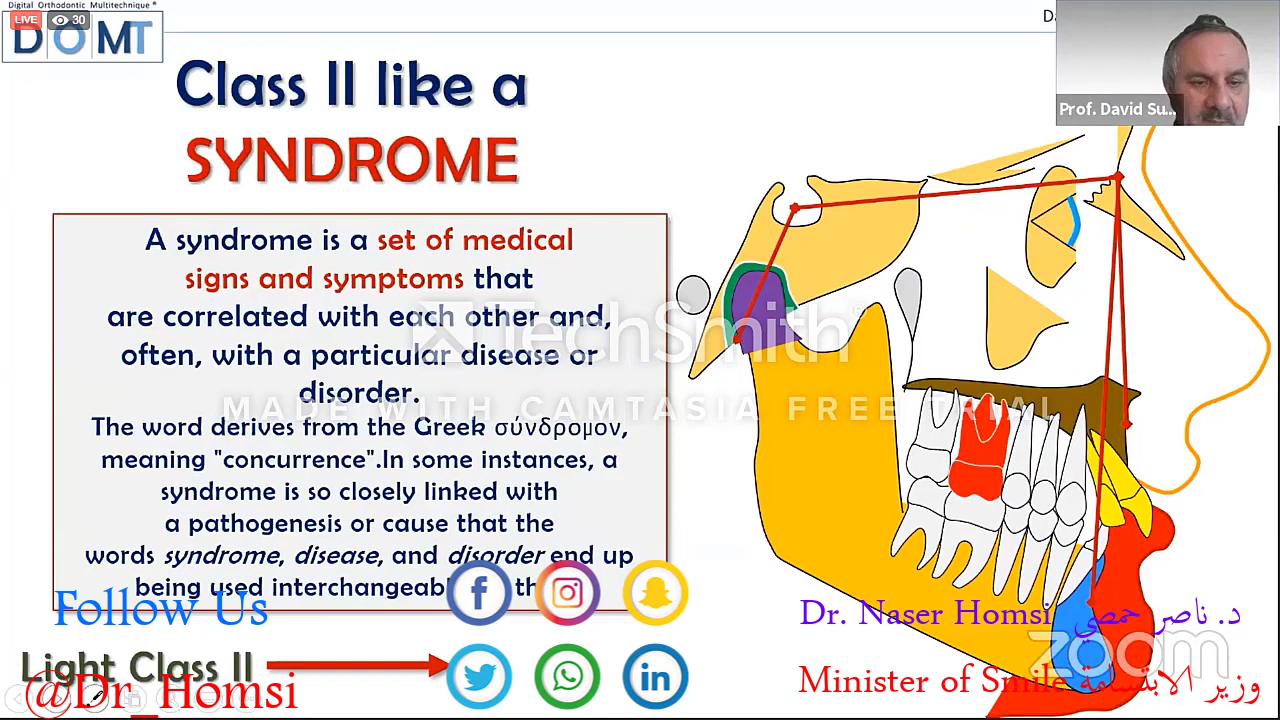 Digital Orthodontic Multitechnique®
LIVE 30
DOMT
Prof. David Su...
Class II like a
SYNDROME
A syndrome is a set of medical
signs and symptoms that
are correlated with each other and,
often, with a particular disease or
disorder.
The word derives from the Greek σύνδρομον,
meaning "concurrence".In some instances, a
syndrome is so closely linked with
a pathogenesis or cause that the
words syndrome, disease, and disorder end up
being used
TechSmith
MADE WITH CAMTASIA FREE TRIAL
Follow Us
Light Class II
@Dr_Homsi
Dr. Naser Homsi د. ناصر حمصي
zoom
Minister of Smile وزير الابتسامة